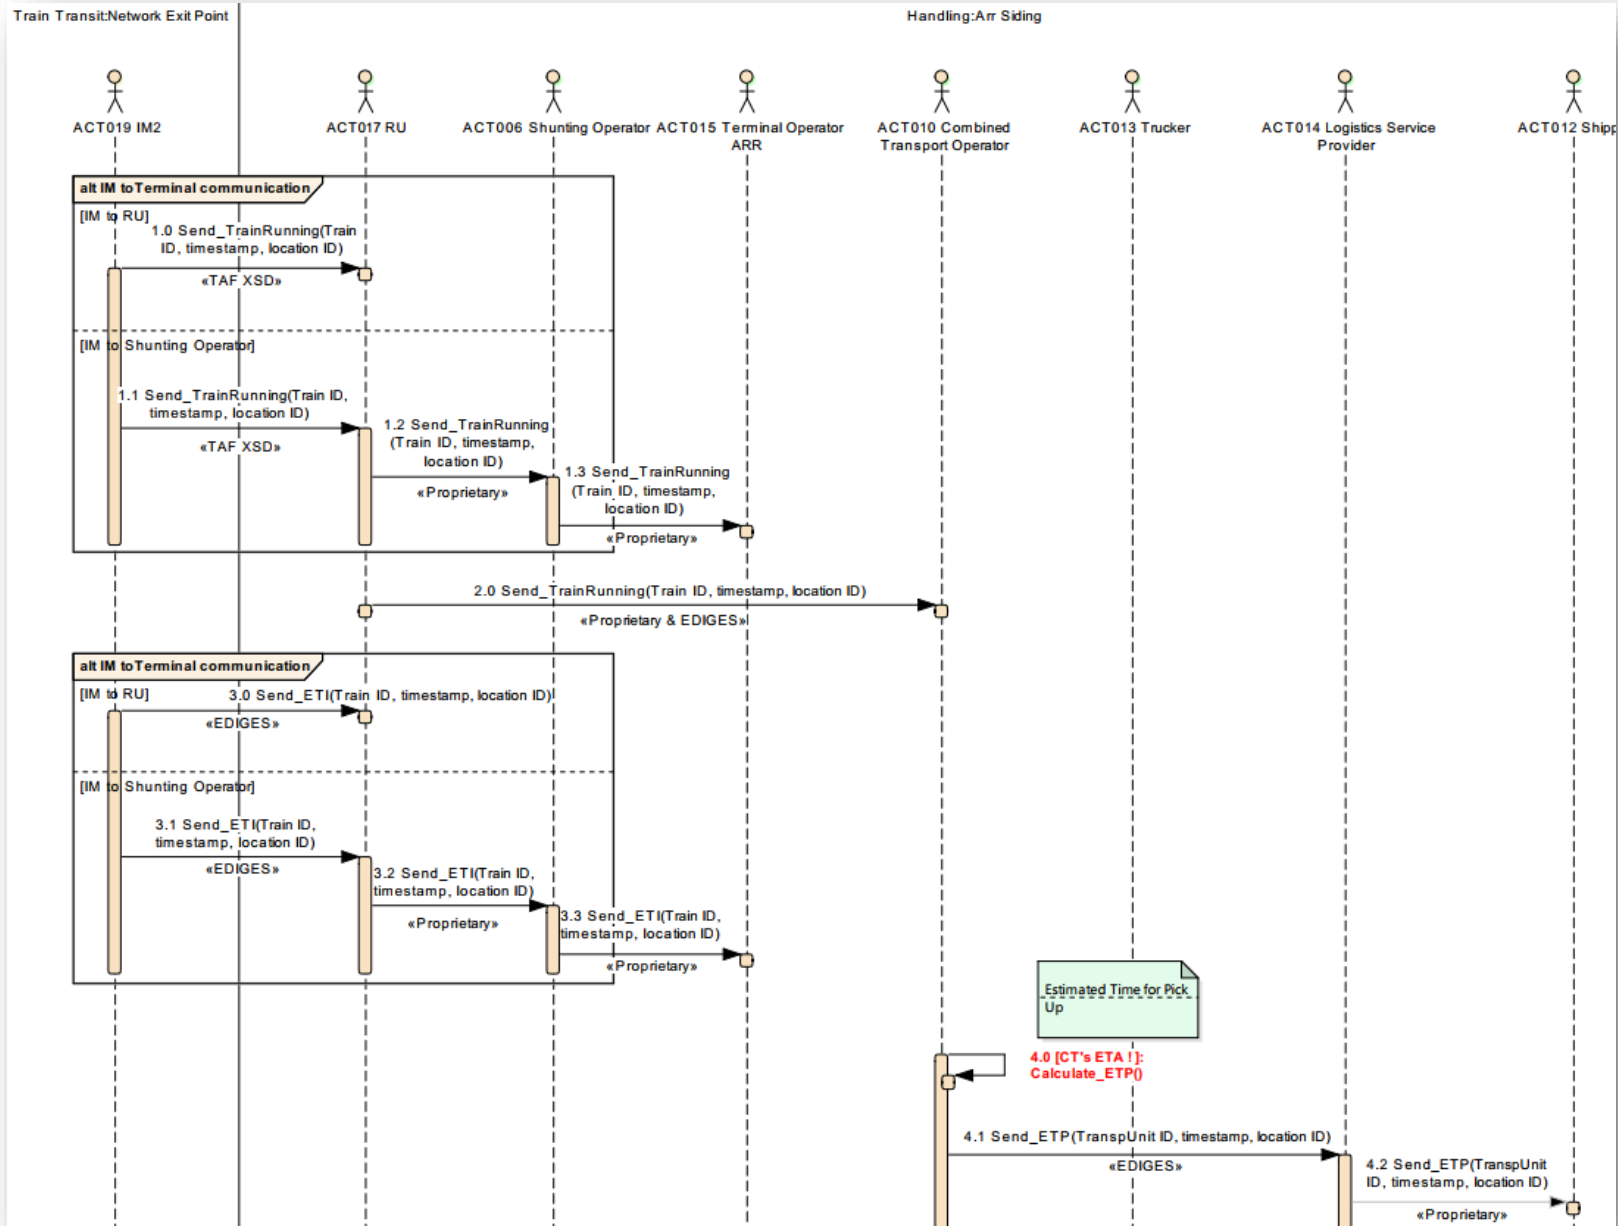 Train Transit:Network Exit Point
Handling:Arr Siding
ACT019 IM2
ACT017 RU
ACT006 Shunting Operator
ACT015 Terminal Operator
ARR
ACT010 Combined
Transport Operator
ACT013 Trucker
ACT014 Logistics Service
Provider
ACT012 Shipp
alt IM to Terminal communication
[IM to RU]
1.0 Send_TrainRunning(Train
ID, timestamp, location ID)
«TAF XSD»
[IM to Shunting Operator]
1.1 Send_TrainRunning(Train ID,
timestamp, location ID)
«TAF XSD»
1.2 Send_TrainRunning
(Train ID, timestamp,
location ID)
«Proprietary»
1.3 Send_TrainRunning
(Train ID, timestamp,
location ID)
«Proprietary»
2.0 Send_TrainRunning(Train ID, timestamp, location ID)
«Proprietary & EDIGES»
alt IM to Terminal communication
[IM to RU]
3.0 Send_ETI(Train ID, timestamp, location ID)
«EDIGES»
[IM to Shunting Operator]
3.1 Send_ETI(Train ID,
timestamp, location ID)
«EDIGES»
3.2 Send_ETI(Train ID,
timestamp, location ID)
«Proprietary»
3.3 Send_ETI(Train ID,
timestamp, location ID)
«Proprietary»
Estimated Time for Pick
Up
4.0 [CT's ETA !]:
Calculate_ETP()
4.1 Send_ETP(TranspUnit ID, timestamp, location ID)
«EDIGES»
4.2 Send_ETP(TranspUnit
ID, timestamp, location ID)
«Proprietary»